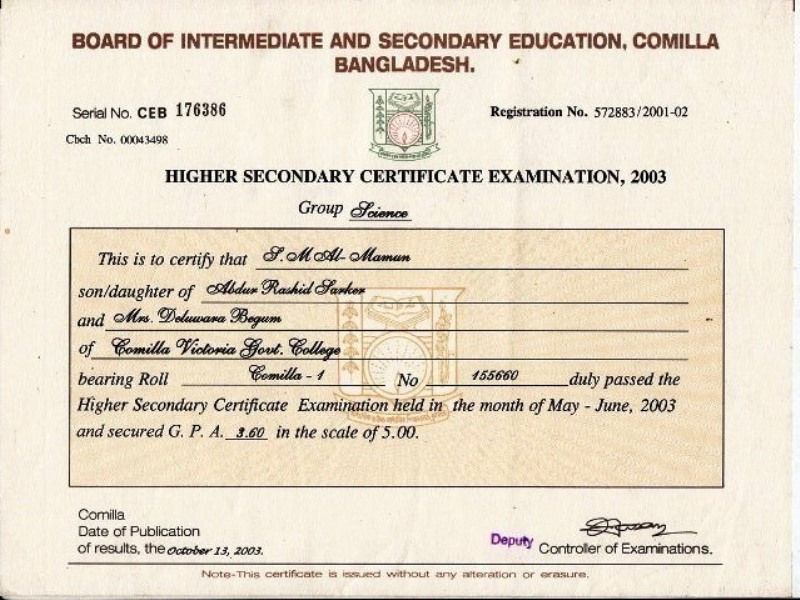 BOARD OF INTERMEDIATE AND SECONDARY EDUCATION, COMILLA
BANGLADESH.
Serial No. CEB 176386
Registration No. 572883/2001-02
Cbch No. 00043498
HIGHER SECONDARY CERTIFICATE EXAMINATION, 2003
Group Science
This is to certify that S. M Al- Mamun
son/daughter of Abdur Rashid Sarker
and Mrs. Deluwara Begum
of Comilla Victoria Govt. College
bearing Roll Comilla - 1 No 155660 duly passed the
Higher Secondary Certificate Examination held in the month of May - June, 2003
and secured G. P. A. 3.60 in the scale of 5.00.
Comilla
Date of Publication
of results, the October 13, 2003.
Deputy Controller of Examinations.
Note-This certificate is issued without any alteration or erasure.